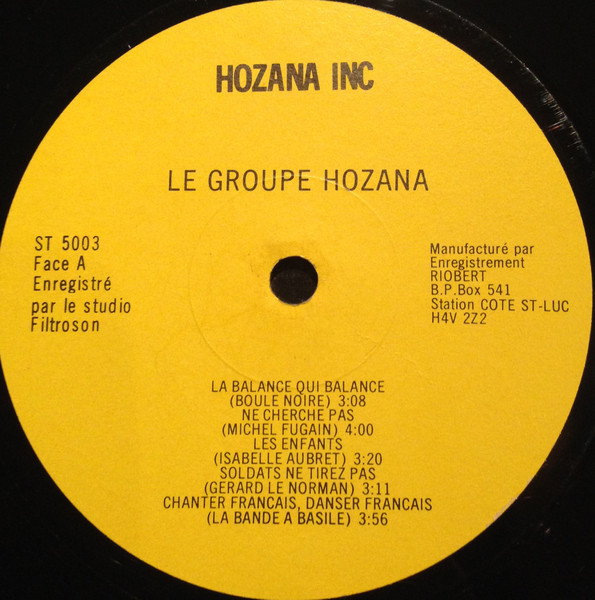 HOZANA INC
LE GROUPE HOZANA
ST 5003
Face A
Enregistré
par le studio
Filtroson
Manufacturé par
Enregistrement
RIOBERT
B.P.Box 541
Station COTE ST-LUC
H4V 2Z2
LA BALANCE QUI BALANCE
(BOULE NOIRE) 3:08
NE CHERCHE PAS
(MICHEL FUGAIN) 4:00
LES ENFANTS
(ISABELLE AUBRET) 3:20
SOLDATS NE TIREZ PAS
(GERARD LE NORMAN) 3:11
CHANTER FRANCAIS, DANSER FRANCAIS
(LA BANDE A BASILE) 3:56